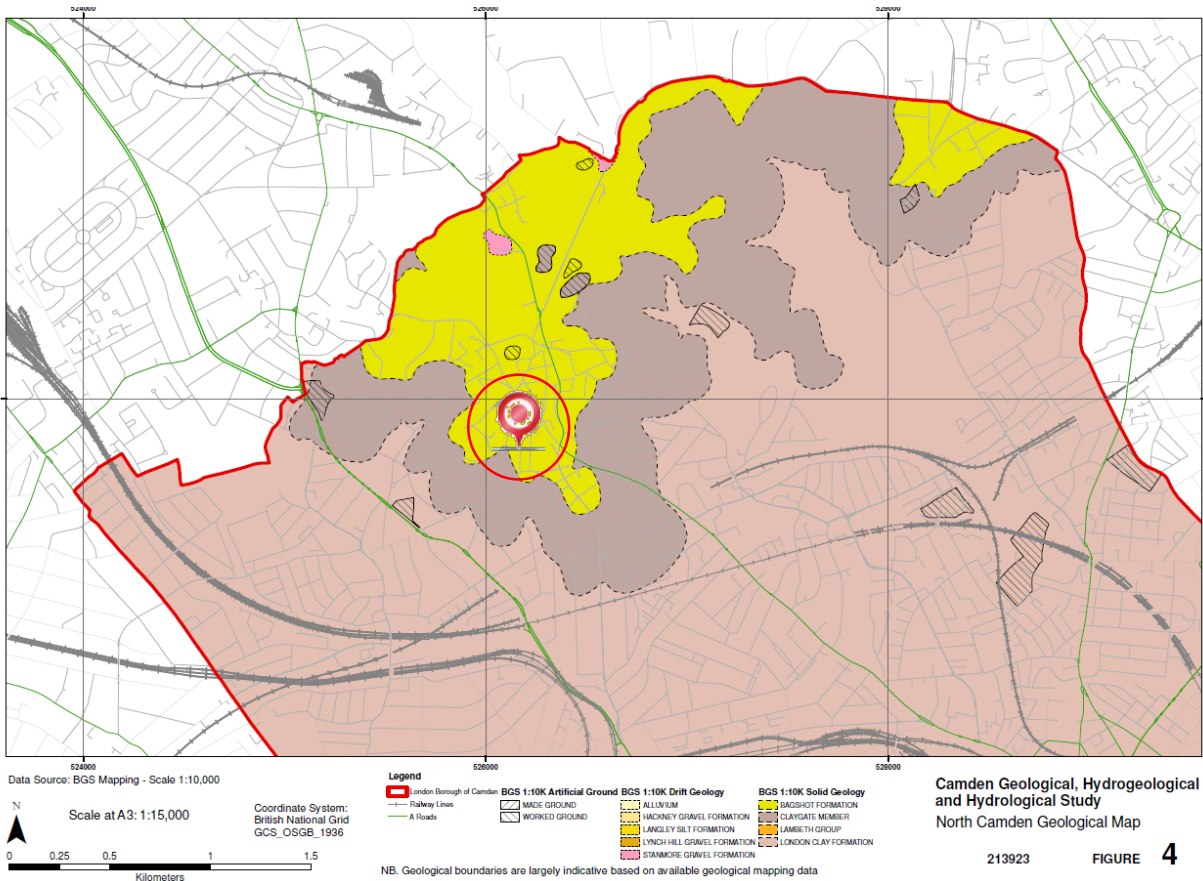 524000 526000 528000
524000 526000 528000
Data Source: BGS Mapping - Scale 1:10,000
N
Scale at A3: 1:15,000
Coordinate System:
British National Grid
GCS_OSGB_1936
0 0.25 0.5 1 1.5
Kilometers
Legend
London Borough of Camden
Railway Lines
A Roads
BGS 1:10K Artificial Ground
MADE GROUND
WORKED GROUND
BGS 1:10K Drift Geology
ALLUVIUM
HACKNEY GRAVEL FORMATION
LANGLEY SILT FORMATION
LYNCH HILL GRAVEL FORMATION
STANMORE GRAVEL FORMATION
BGS 1:10K Solid Geology
BAGSHOT FORMATION
CLAYGATE MEMBER
LAMBETH GROUP
LONDON CLAY FORMATION
NB. Geological boundaries are largely indicative based on available geological mapping data
Camden Geological, Hydrogeological
and Hydrological Study
North Camden Geological Map
213923 FIGURE 4